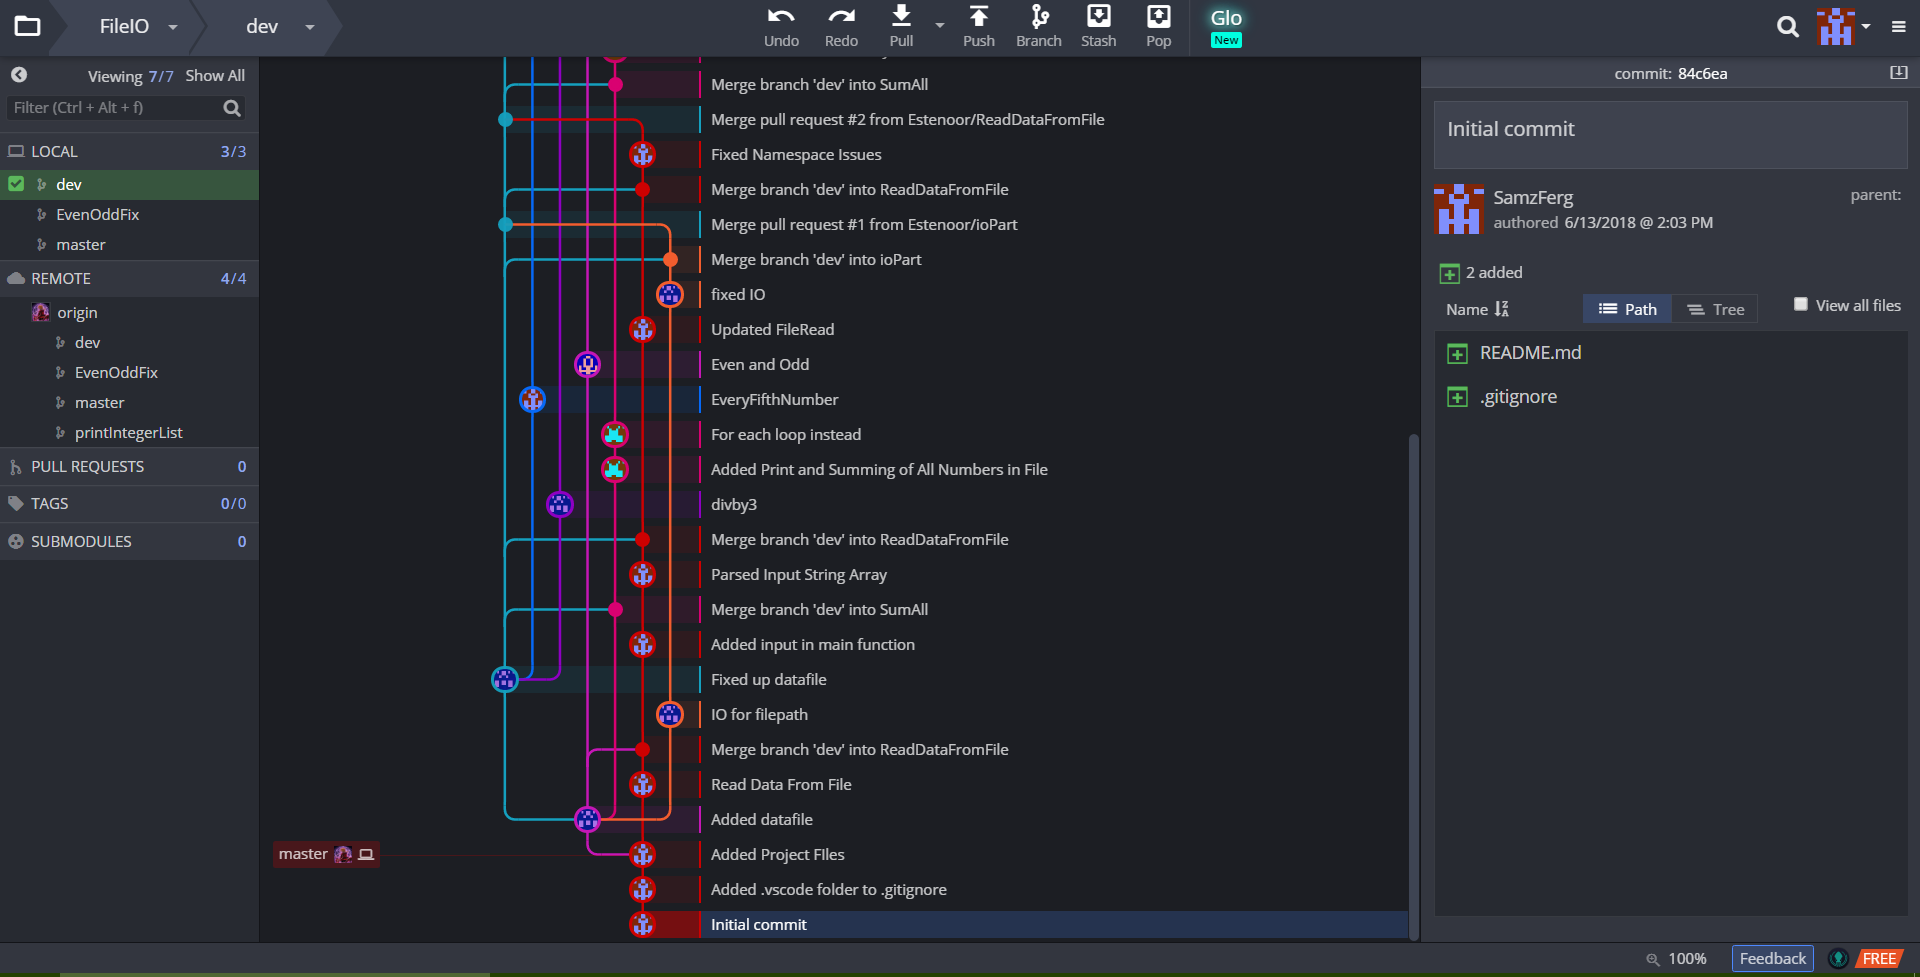 FileIO
dev
Undo
Redo
Pull
Push
Branch
Stash
Pop
Glo
New
Viewing 7/7 Show All
Filter (Ctrl + Alt + f)
LOCAL 3/3
dev
EvenOddFix
master
REMOTE 4/4
origin
dev
EvenOddFix
master
printIntegerList
PULL REQUESTS 0
TAGS 0/0
SUBMODULES 0
Merge branch 'dev' into SumAll
Merge pull request #2 from Estenoor/ReadDataFromFile
Fixed Namespace Issues
Merge branch 'dev' into ReadDataFromFile
Merge pull request #1 from Estenoor/ioPart
Merge branch 'dev' into ioPart
fixed IO
Updated FileRead
Even and Odd
EveryFifthNumber
For each loop instead
Added Print and Summing of All Numbers in File
divby3
Merge branch 'dev' into ReadDataFromFile
Parsed Input String Array
Merge branch 'dev' into SumAll
Added input in main function
Fixed up datafile
IO for filepath
Merge branch 'dev' into ReadDataFromFile
Read Data From File
Added datafile
master
Added Project FIles
Added .vscode folder to .gitignore
Initial commit
commit: 84c6ea
Initial commit
SamzFerg
parent:
authored 6/13/2018 @ 2:03 PM
2 added
Name
Path
Tree
View all files
README.md
.gitignore
100%
Feedback
FREE